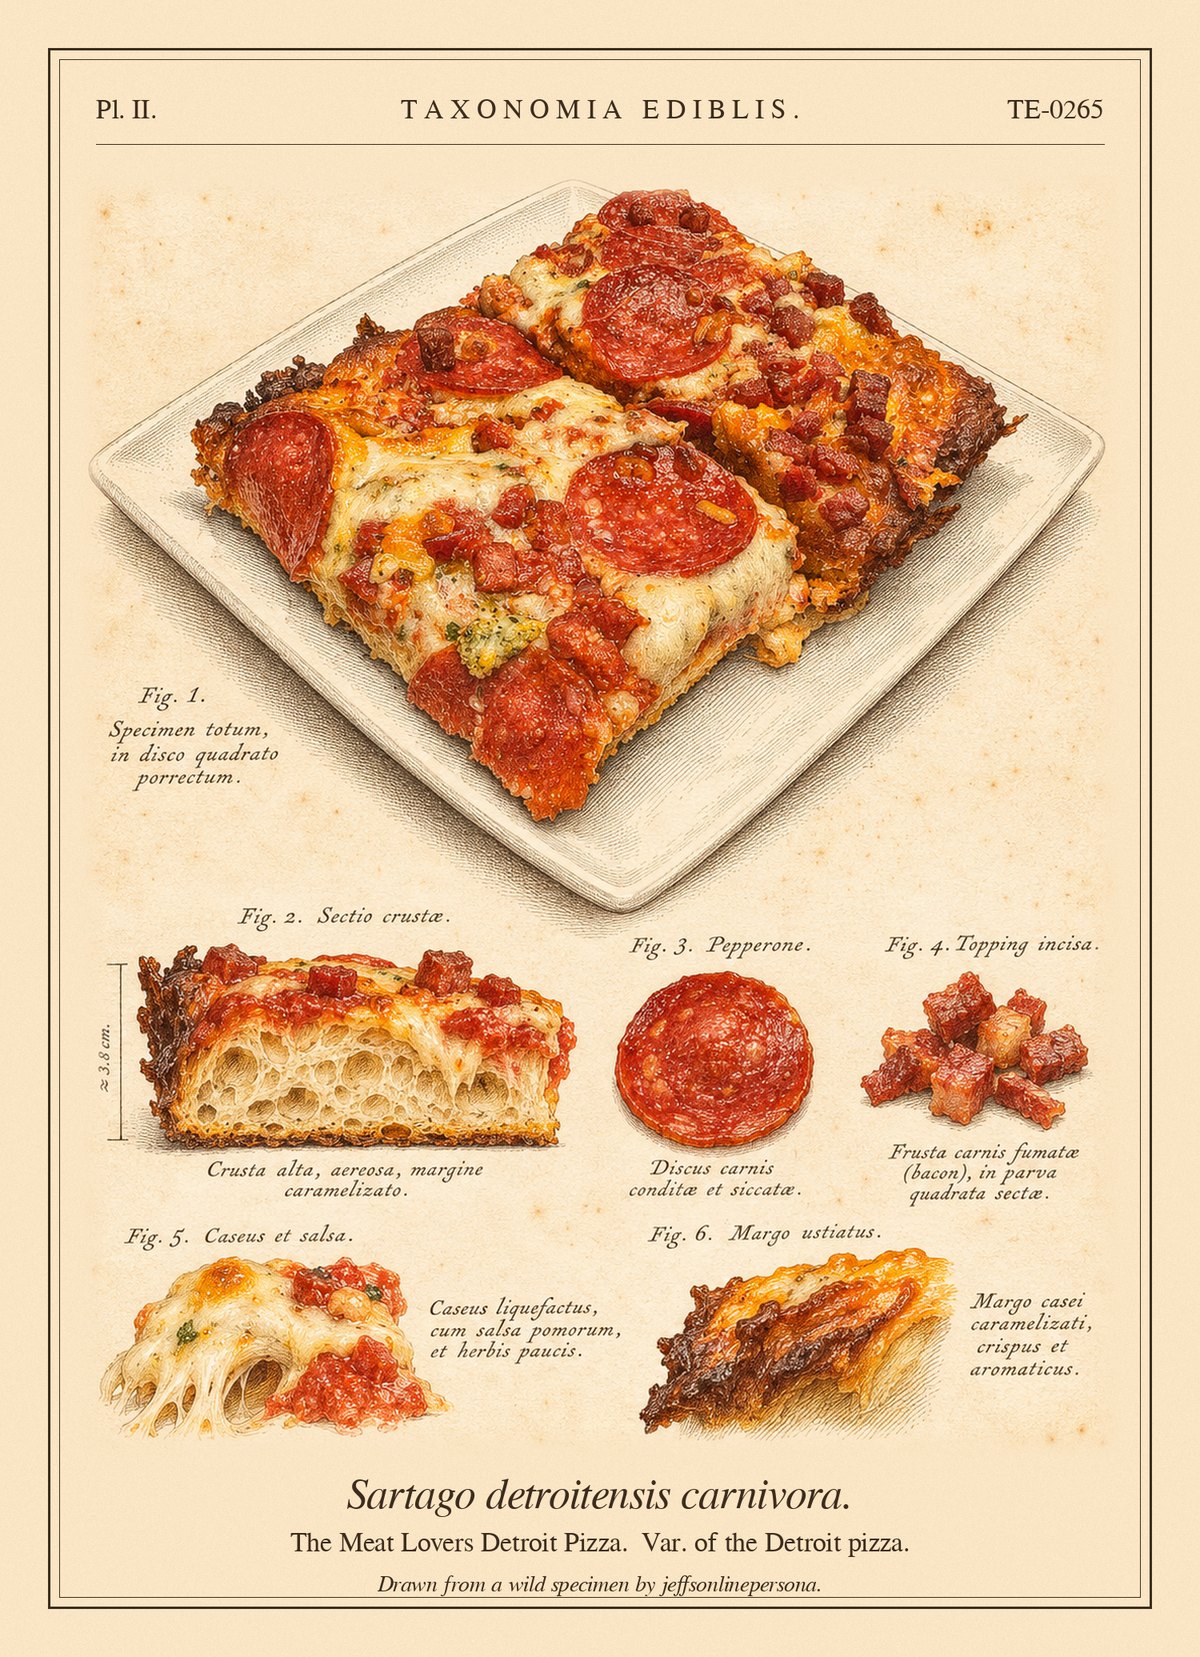 Pl. II.
TAXONOMIA EDIBLIS.
TE-0265
Fig. 1.
Specimen totum,
in disco quadrato
porrectum.
Fig. 2. Sectio crustæ.
≈ 3.8 cm.
Crusta alta, aereosa, margine
caramelizato.
Fig. 3. Pepperone.
Discus carnis
conditæ et siccatæ.
Fig. 4. Topping incisa.
Frusta carnis fumatæ
(bacon), in parva
quadrata sectæ.
Fig. 5. Caseus et salsa.
Caseus liquefactus,
cum salsa pomorum,
et herbis paucis.
Fig. 6. Margo ustiatus.
Margo casei
caramelizati,
crispus et
aromaticus.
Sartago detroitensis carnivora.
The Meat Lovers Detroit Pizza. Var. of the Detroit pizza.
Drawn from a wild specimen by jeffsonlinepersona.